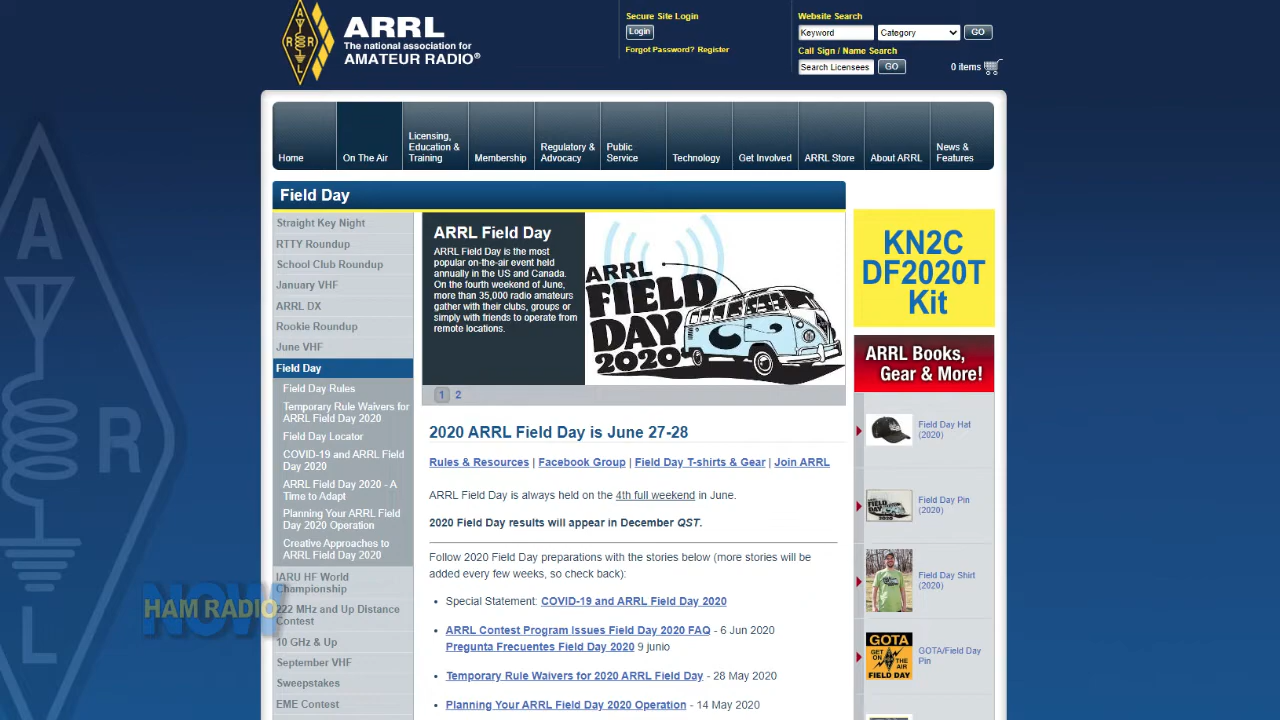 ARRL
The national association for
AMATEUR RADIO®
A
R R
L
Secure Site Login
Login
Forgot Password? Register
Website Search
Keyword
Category
GO
Call Sign / Name Search
Search Licensees
GO
0 items
Home
On The Air
Licensing,
Education &
Training
Membership
Regulatory &
Advocacy
Public
Service
Technology
Get Involved
ARRL Store
About ARRL
News &
Features
Field Day
Straight Key Night
RTTY Roundup
School Club Roundup
January VHF
ARRL DX
Rookie Roundup
June VHF
Field Day
Field Day Rules
Temporary Rule Waivers for
ARRL Field Day 2020
Field Day Locator
COVID-19 and ARRL Field
Day 2020
ARRL Field Day 2020 - A
Time to Adapt
Planning Your ARRL Field
Day 2020 Operation
Creative Approaches to
ARRL Field Day 2020
IARU HF World
Championship
222 MHz and Up Distance
Contest
10 GHz & Up
September VHF
Sweepstakes
EME Contest
HAM RADIO
NOW
A
R
L
ARRL Field Day
ARRL Field Day is the most
popular on-the-air event held
annually in the US and Canada.
On the fourth weekend of June,
more than 35,000 radio amateurs
gather with their clubs, groups or
simply with friends to operate from
remote locations.
ARRL
FIELD
DAY
2020
1 2
2020 ARRL Field Day is June 27-28
Rules & Resources | Facebook Group | Field Day T-shirts & Gear | Join ARRL
ARRL Field Day is always held on the 4th full weekend in June.
2020 Field Day results will appear in December QST.
Follow 2020 Field Day preparations with the stories below (more stories will be
added every few weeks, so check back):
• Special Statement: COVID-19 and ARRL Field Day 2020
• ARRL Contest Program Issues Field Day 2020 FAQ - 6 Jun 2020
Pregunta Frecuentes Field Day 2020 9 junio
• Temporary Rule Waivers for 2020 ARRL Field Day - 28 May 2020
• Planning Your ARRL Field Day 2020 Operation - 14 May 2020
KN2C
DF2020T
Kit
ARRL Books,
Gear & More!
Field Day Hat
(2020)
Field Day Pin
(2020)
Field Day Shirt
(2020)
GOTA
GET ON
THE AIR
FIELD DAY
GOTA/Field Day
Pin